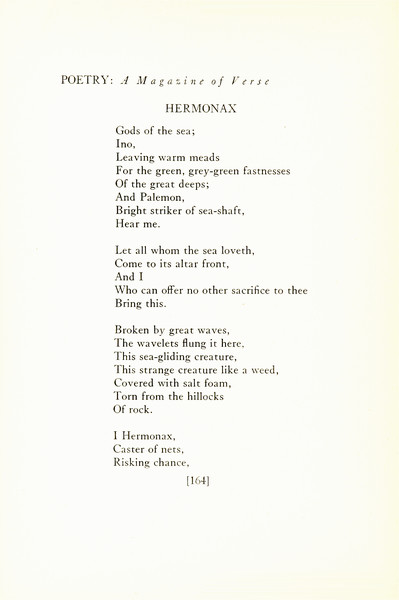 POETRY: A Magazine of Verse
HERMONAX
Gods of the sea;
Ino,
Leaving warm meads
For the green, grey-green fastnesses
Of the great deeps;
And Palemon,
Bright striker of sea-shaft,
Hear me.
Let all whom the sea loveth,
Come to its altar front,
And I
Who can offer no other sacrifice to thee
Bring this.
Broken by great waves,
The wavelets flung it here,
This sea-gliding creature,
This strange creature like a weed,
Covered with salt foam,
Torn from the hillocks
Of rock.
I Hermonax,
Caster of nets,
Risking chance,
[164]